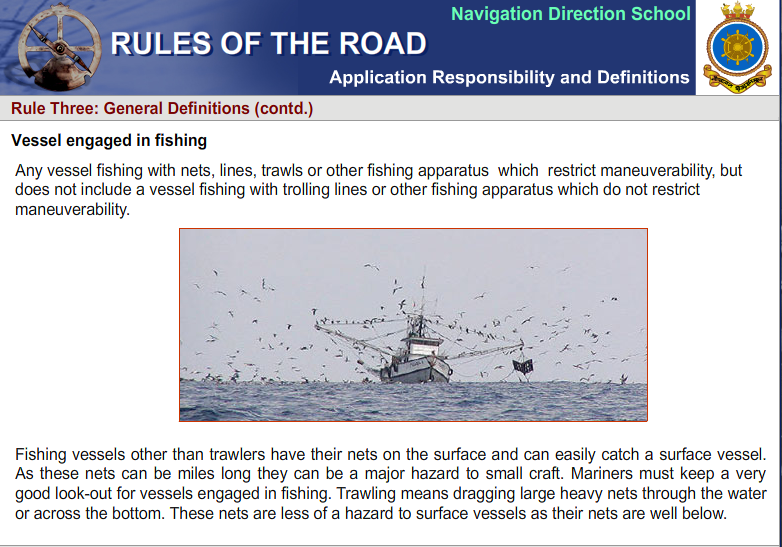 Navigation Direction School
RULES OF THE ROAD
Application Responsibility and Definitions
Rule Three: General Definitions (contd.)
Vessel engaged in fishing
Any vessel fishing with nets, lines, trawls or other fishing apparatus which restrict maneuverability, but
does not include a vessel fishing with trolling lines or other fishing apparatus which do not restrict
maneuverability.
Fishing vessels other than trawlers have their nets on the surface and can easily catch a surface vessel.
As these nets can be miles long they can be a major hazard to small craft. Mariners must keep a very
good look-out for vessels engaged in fishing. Trawling means dragging large heavy nets through the water
or across the bottom. These nets are less of a hazard to surface vessels as their nets are well below.